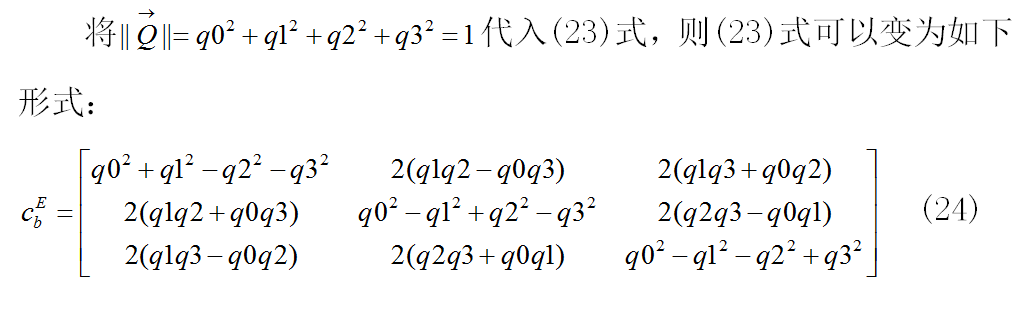 将‖Q⃗‖= q0² + q1² + q2² + q3² =1代入(23)式，则(23)式可以变为如下
形式：
q0² + q1² − q2² − q3² 2(q1q2 − q0q3) 2(q1q3 + q0q2)
c_b^E = 2(q1q2 + q0q3) q0² − q1² + q2² − q3² 2(q2q3 − q0q1) (24)
2(q1q3 − q0q2) 2(q2q3 + q0q1) q0² − q1² − q2² + q3²